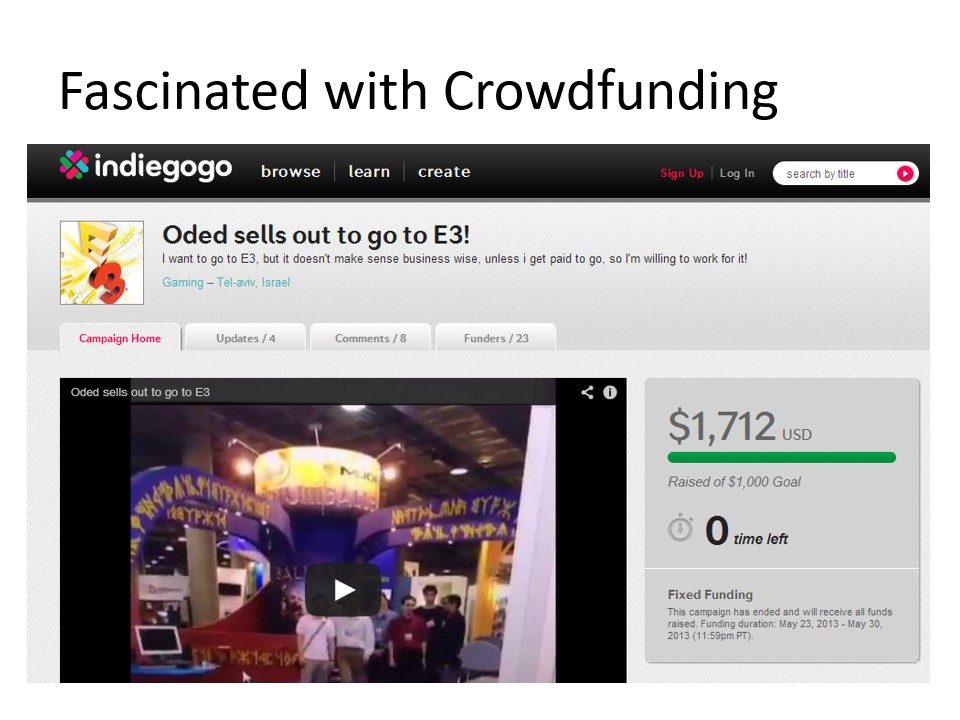 Fascinated with Crowdfunding
indiegogo
browse
learn
create
Sign Up
Log In
search by title
E3
Oded sells out to go to E3!
I want to go to E3, but it doesn't make sense business wise, unless i get paid to go, so I'm willing to work for it!
Gaming – Tel-aviv, Israel
Campaign Home
Updates / 4
Comments / 8
Funders / 23
Oded sells out to go to E3
$1,712 USD
Raised of $1,000 Goal
0 time left
Fixed Funding
This campaign has ended and will receive all funds
raised. Funding duration: May 23, 2013 - May 30,
2013 (11:59pm PT).